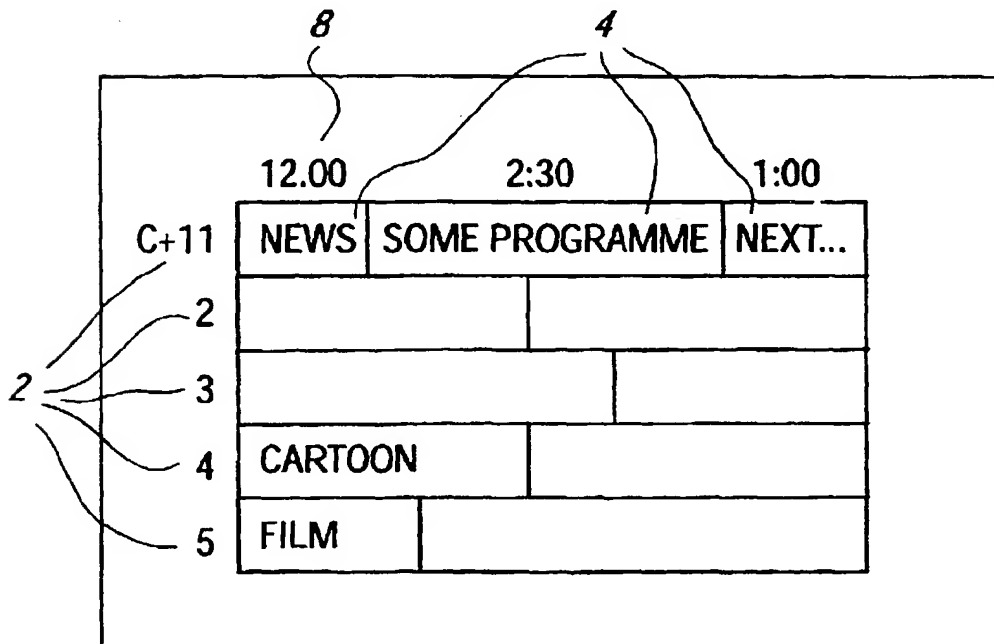 8 4
12.00 2:30 1:00
C+11 NEWS SOME PROGRAMME NEXT...
2
2 3
4 CARTOON
5 FILM